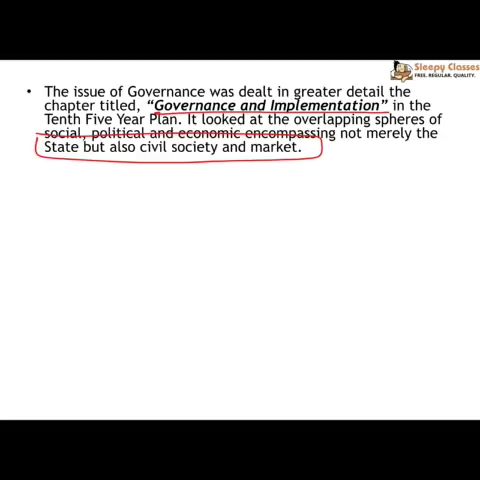 Sleepy Classes
FREE. REGULAR. QUALITY.
• The issue of Governance was dealt in greater detail the
chapter titled, “Governance and Implementation” in the
Tenth Five Year Plan. It looked at the overlapping spheres of
social, political and economic encompassing not merely the
State but also civil society and market.